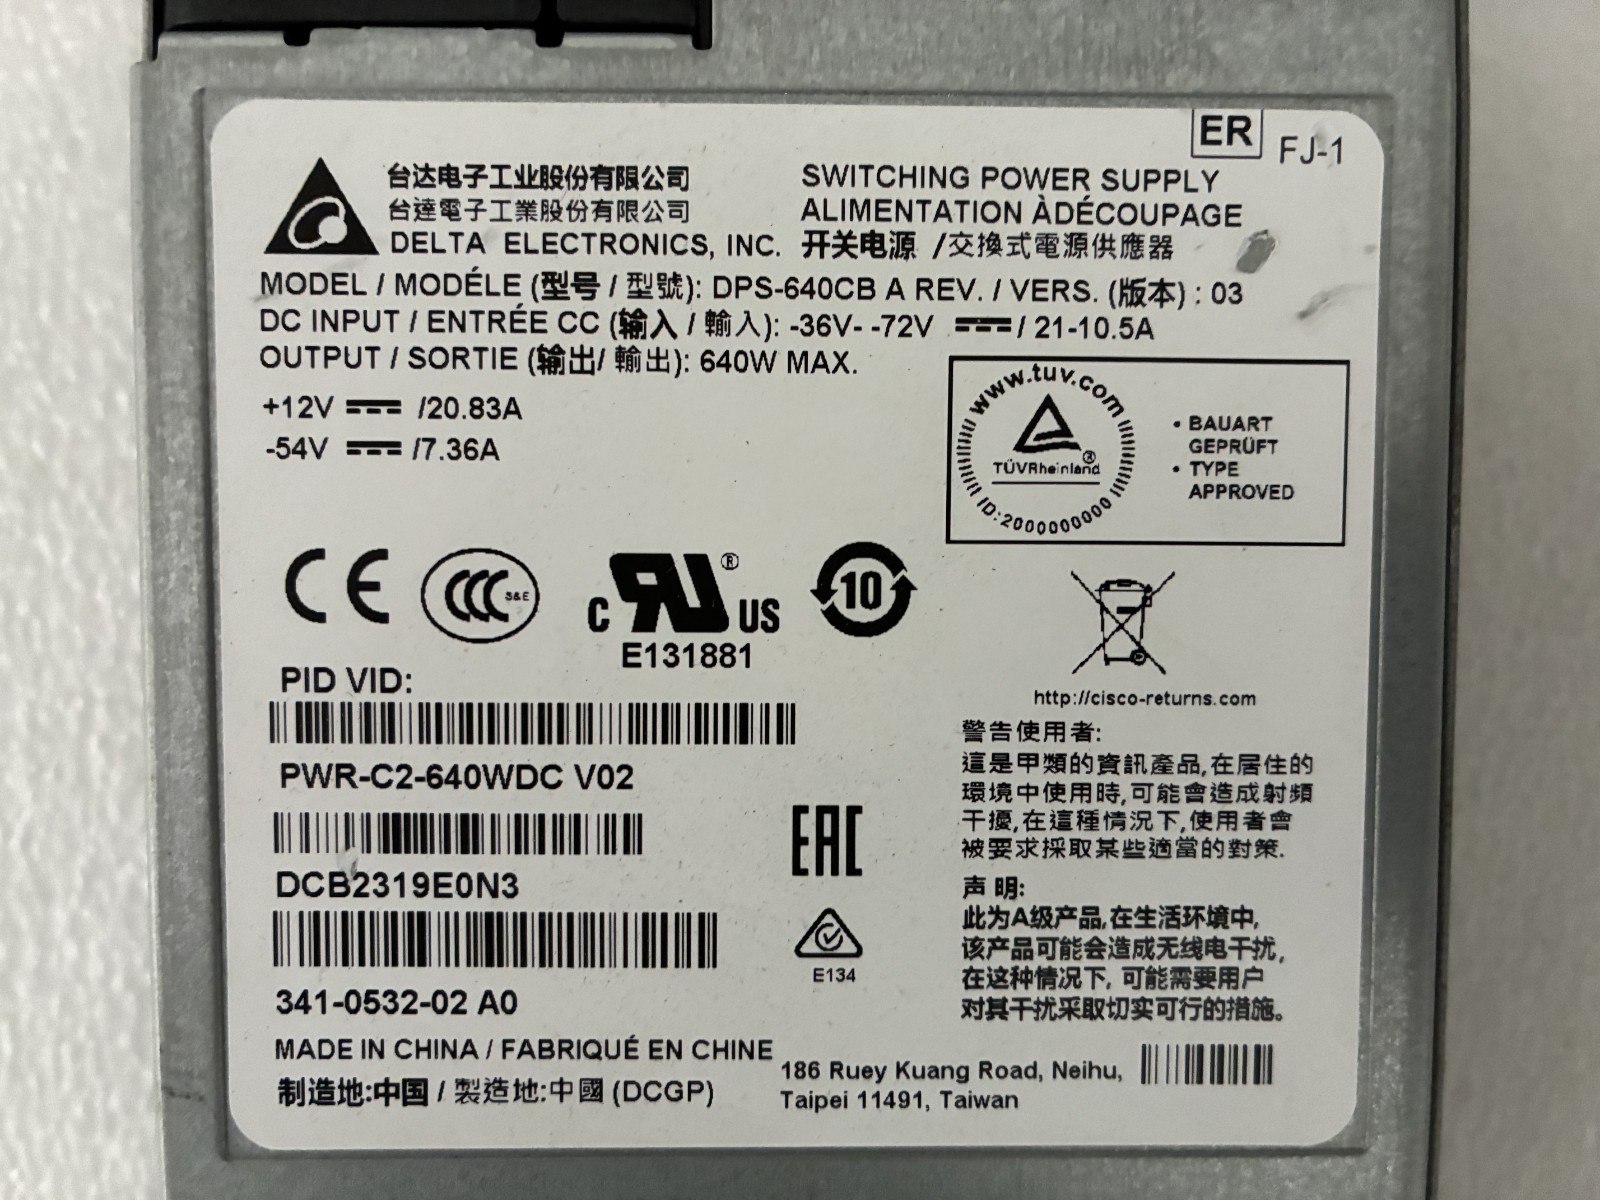 ER FJ-1
台达电子工业股份有限公司
台達電子工業股份有限公司
DELTA ELECTRONICS, INC.
SWITCHING POWER SUPPLY
ALIMENTATION ÀDÉCOUPAGE
开关电源 /交換式電源供應器
MODEL / MODÉLE (型号 / 型號): DPS-640CB A REV. / VERS. (版本) : 03
DC INPUT / ENTRÉE CC (输入 / 輸入): -36V- -72V ⎓ / 21-10.5A
OUTPUT / SORTIE (输出/ 輸出): 640W MAX.
+12V ⎓ /20.83A
-54V ⎓ /7.36A
www.tuv.com
TÜVRheinland®
ID:2000000000
• BAUART
GEPRÜFT
• TYPE
APPROVED
CE
CCC S&E
C RU® US
E131881
10
http://cisco-returns.com
PID VID:
PWR-C2-640WDC V02
DCB2319E0N3
341-0532-02 A0
EAC
E134
警告使用者:
這是甲類的資訊產品,在居住的
環境中使用時,可能會造成射頻
干擾,在這種情況下,使用者會
被要求採取某些適當的對策.
声 明:
此为A级产品,在生活环境中,
该产品可能会造成无线电干扰,
在这种情况下, 可能需要用户
对其干扰采取切实可行的措施。
MADE IN CHINA / FABRIQUÉ EN CHINE
制造地:中国 / 製造地:中國 (DCGP)
186 Ruey Kuang Road, Neihu,
Taipei 11491, Taiwan